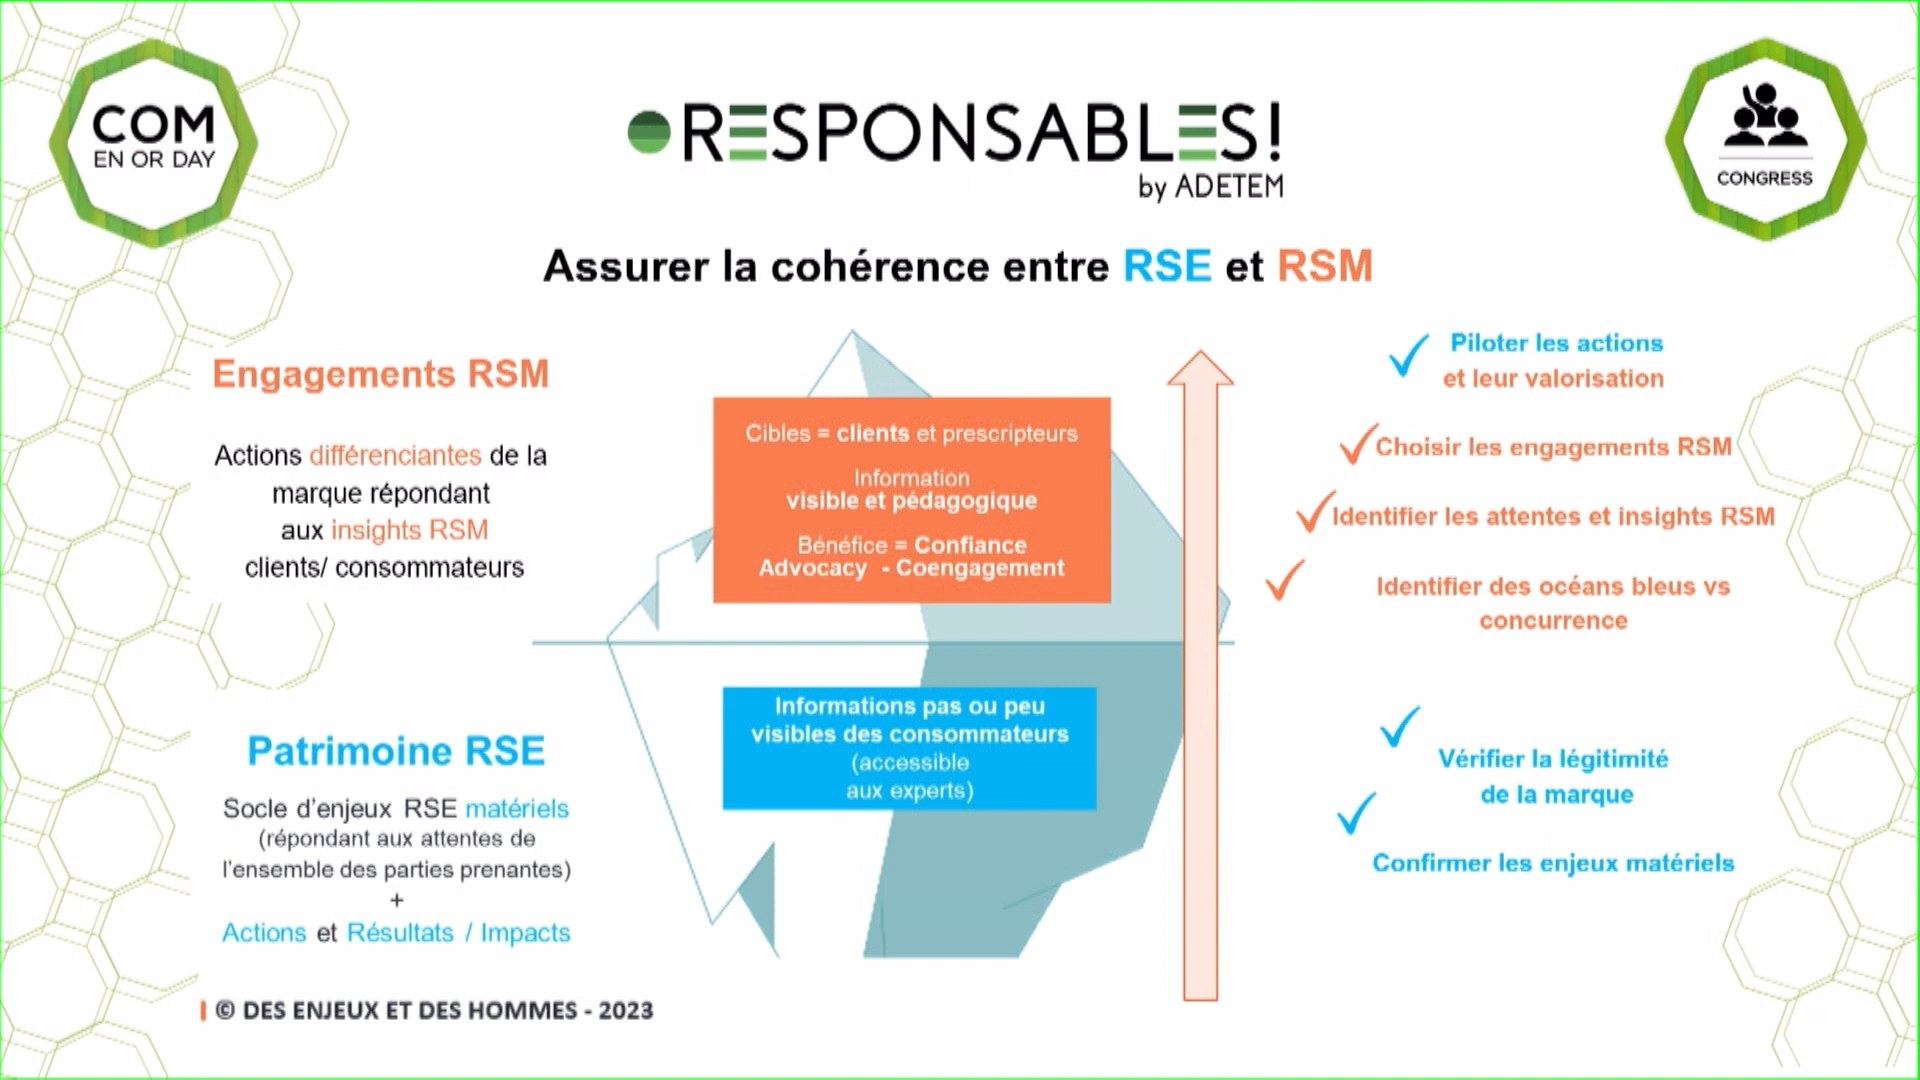 COM
EN OR DAY
RESPONSABLES!
by ADETEM
CONGRESS
Assurer la cohérence entre RSE et RSM
Engagements RSM
Actions différenciantes de la
marque répondant
aux insights RSM
clients/ consommateurs
Cibles = clients et prescripteurs
Information
visible et pédagogique
Bénéfice = Confiance
Advocacy - Coengagement
Piloter les actions
et leur valorisation
Choisir les engagements RSM
Identifier les attentes et insights RSM
Identifier des océans bleus vs
concurrence
Patrimoine RSE
Socle d'enjeux RSE matériels
(répondant aux attentes de
l'ensemble des parties prenantes)
+
Actions et Résultats / Impacts
Informations pas ou peu
visibles des consommateurs
(accessible
aux experts)
Vérifier la légitimité
de la marque
Confirmer les enjeux matériels
© DES ENJEUX ET DES HOMMES - 2023